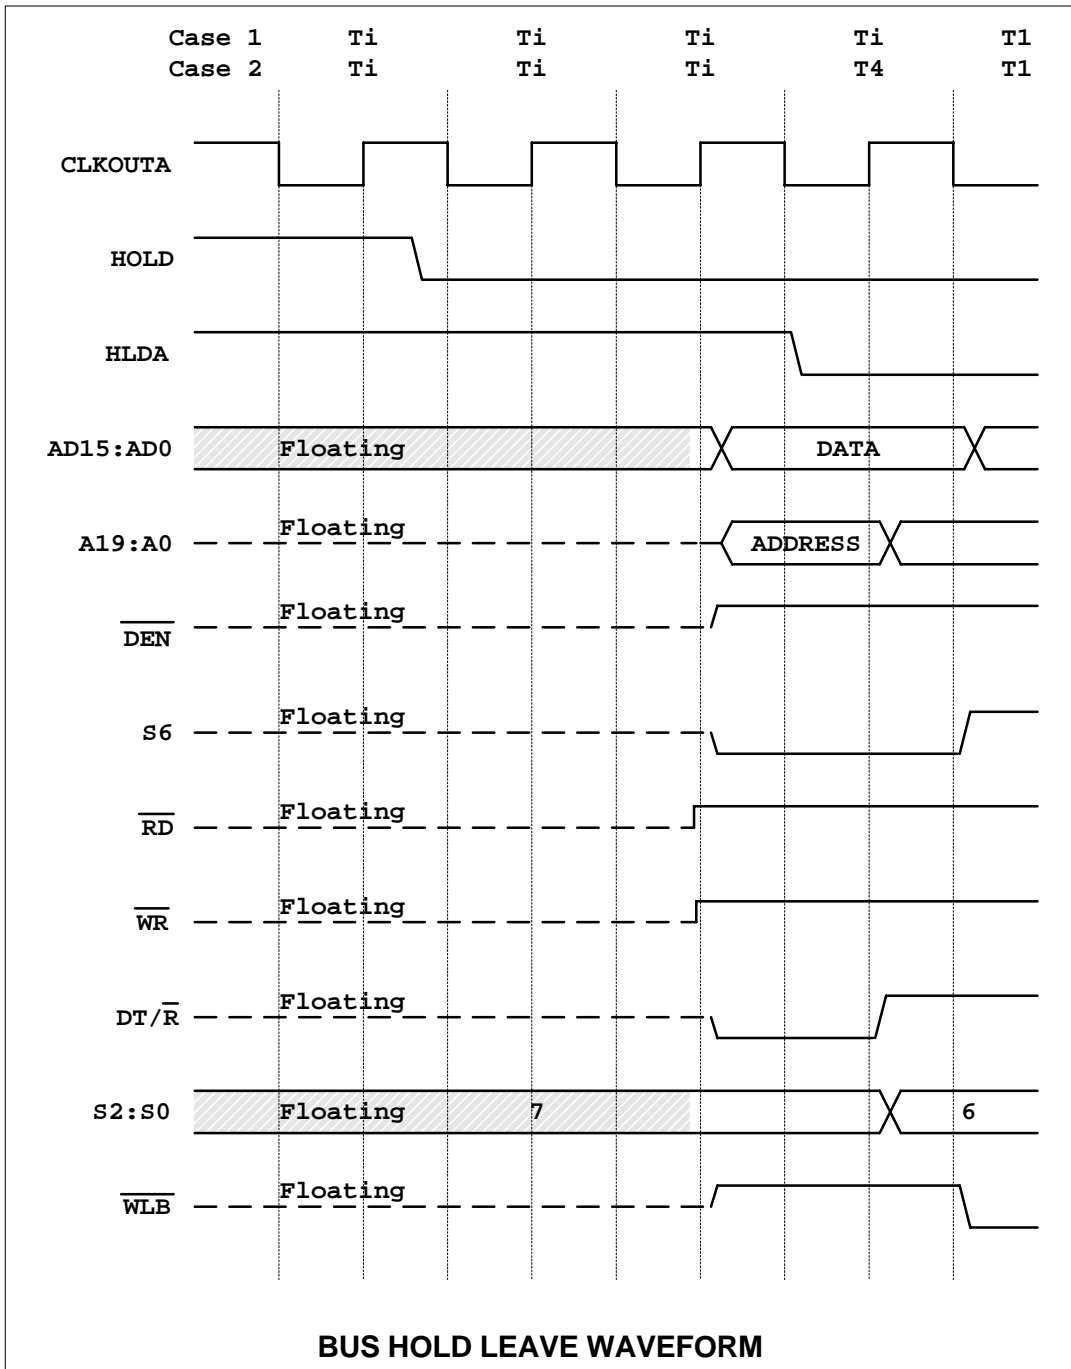 Case 1 Ti Ti Ti Ti T1
Case 2 Ti Ti Ti T4 T1
CLKOUTA
HOLD
HLDA
AD15:AD0 Floating DATA
A19:A0 Floating ADDRESS
DEN Floating
S6 Floating
RD Floating
WR Floating
DT/R Floating
S2:S0 Floating 7 6
WLB Floating
BUS HOLD LEAVE WAVEFORM